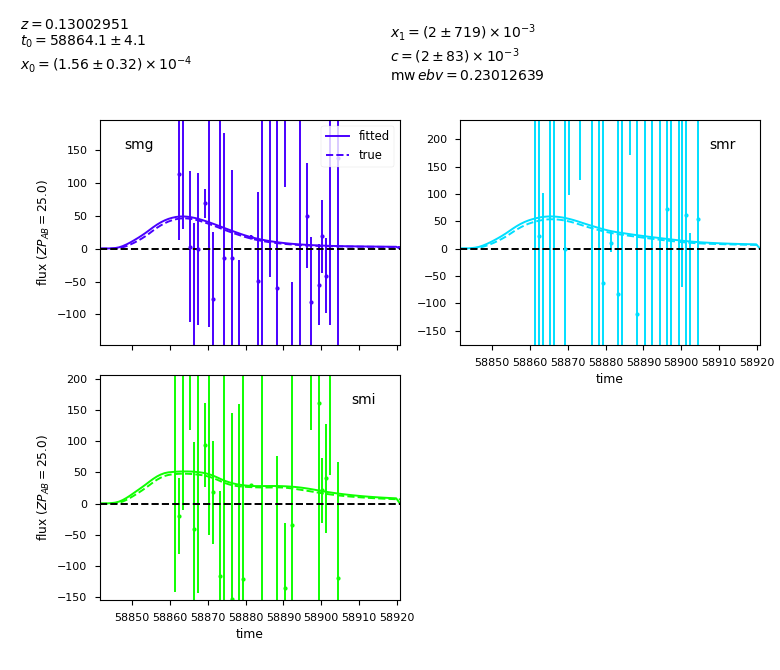 z = 0.13002951
t₀ = 58864.1 ± 4.1
x₀ = (1.56 ± 0.32) × 10⁻⁴
x₁ = (2 ± 719) × 10⁻³
c = (2 ± 83) × 10⁻³
mw ebv = 0.23012639
smg
fitted
true
150
100
50
0
−50
−100
flux (ZP_AB = 25.0)
smr
200
150
100
50
0
−50
−100
−150
58850 58860 58870 58880 58890 58900 58910 58920
time
smi
200
150
100
50
0
−50
−100
−150
flux (ZP_AB = 25.0)
58850 58860 58870 58880 58890 58900 58910 58920
time